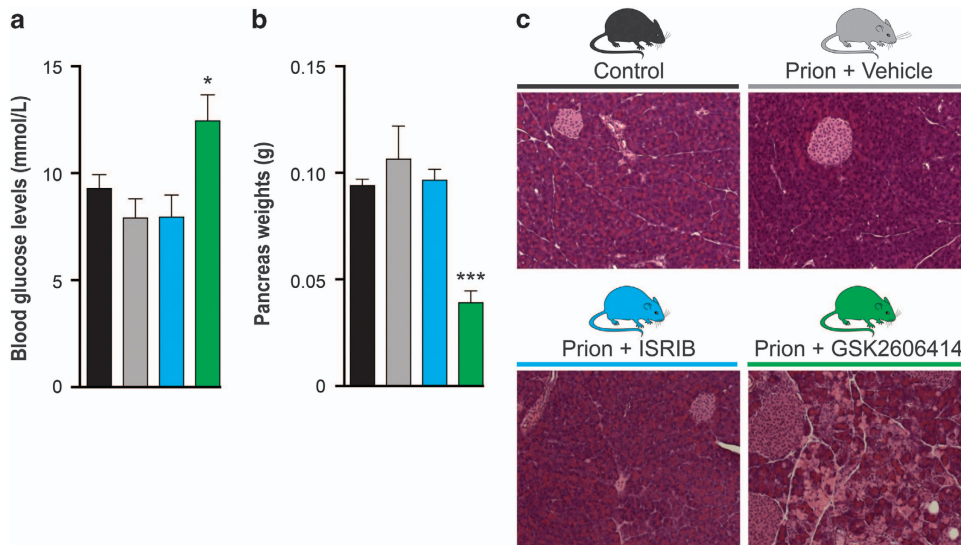 a
Blood glucose levels (mmol/L)
15
10
5
0
*
b
Pancreas weights (g)
0.15
0.10
0.05
0
***
c
Control
Prion + Vehicle
Prion + ISRIB
Prion + GSK2606414